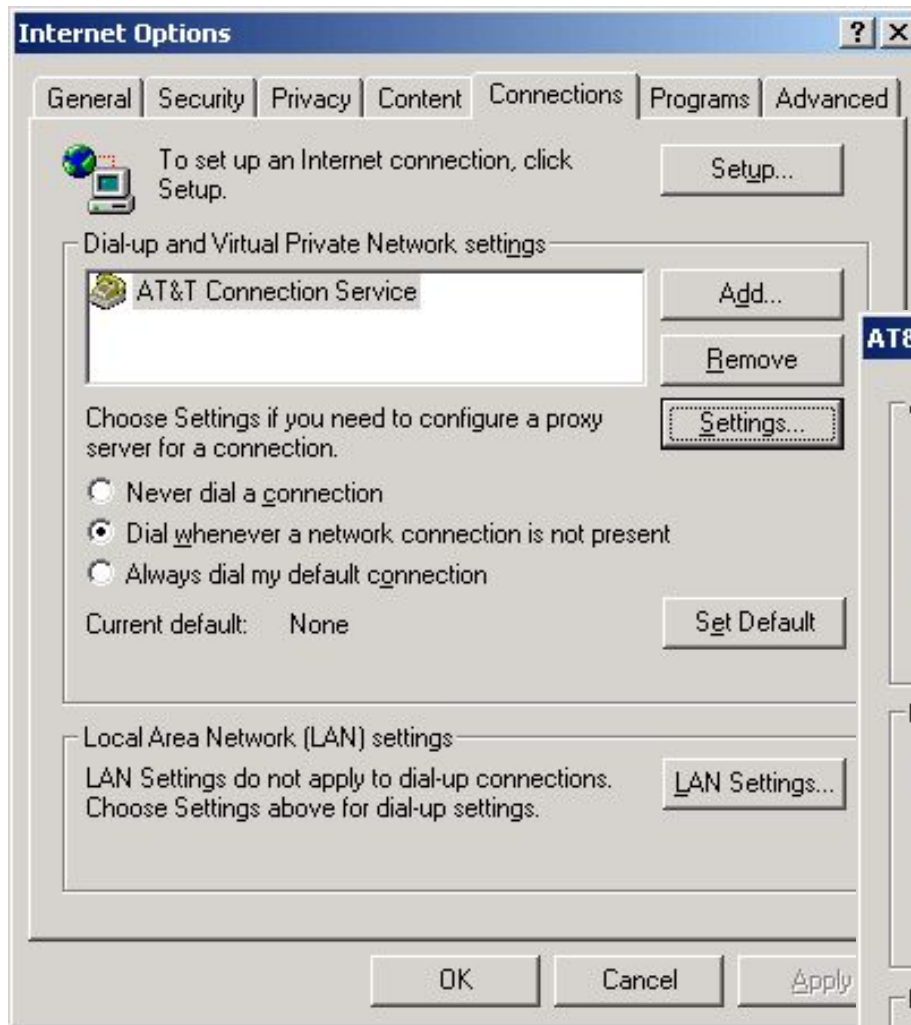 Internet Options
General Security Privacy Content Connections Programs Advanced
To set up an Internet connection, click
Setup.
Setup...
Dial-up and Virtual Private Network settings
AT&T Connection Service
Add...
Remove
Choose Settings if you need to configure a proxy
server for a connection.
Settings...
Never dial a connection
Dial whenever a network connection is not present
Always dial my default connection
Current default: None
Set Default
Local Area Network (LAN) settings
LAN Settings do not apply to dial-up connections.
Choose Settings above for dial-up settings.
LAN Settings...
OK Cancel Apply